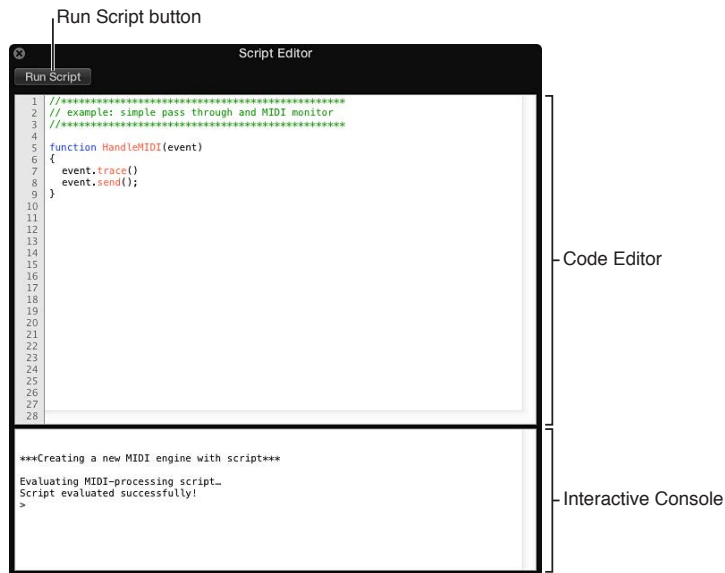 Run Script button
Script Editor
Run Script
1 //************************************************
2 // example: simple pass through and MIDI monitor
3 //************************************************
4
5 function HandleMIDI(event)
6 {
7 event.trace()
8 event.send();
9 }
10
11
12
13
14
15
16
17
18
19
20
21
22
23
24
25
26
27
28
Code Editor
***Creating a new MIDI engine with script***
Evaluating MIDI-processing script…
Script evaluated successfully!
>
Interactive Console